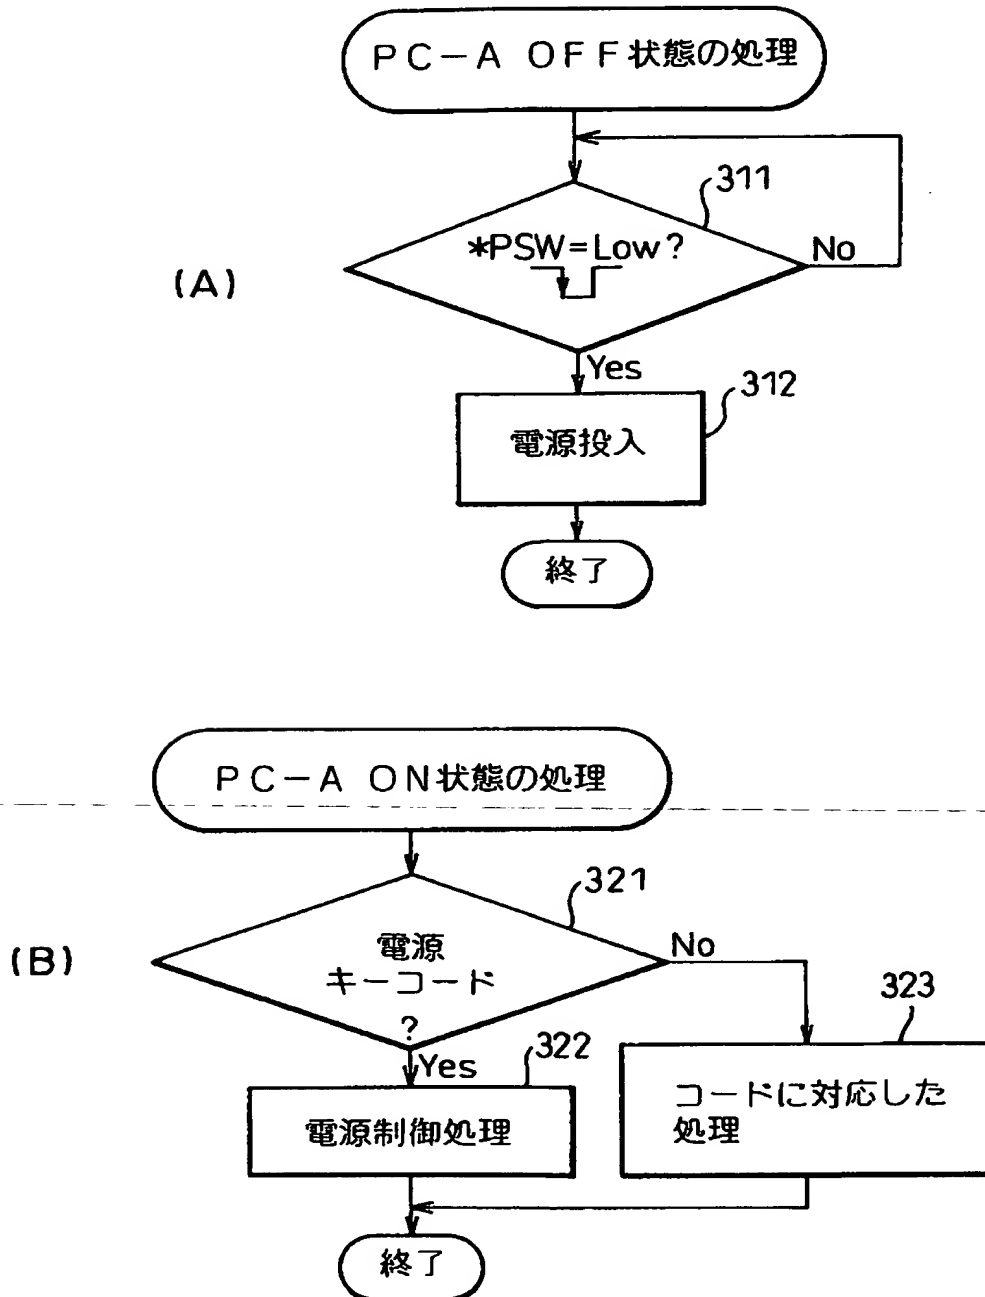 PC-A OFF状態の処理
311
*PSW=Low?
No
(A)
Yes
312
電源投入
終了
PC-A ON状態の処理
321
(B)
電源
キーコード
?
No
323
322
Yes
電源制御処理
コードに対応した
処理
終了